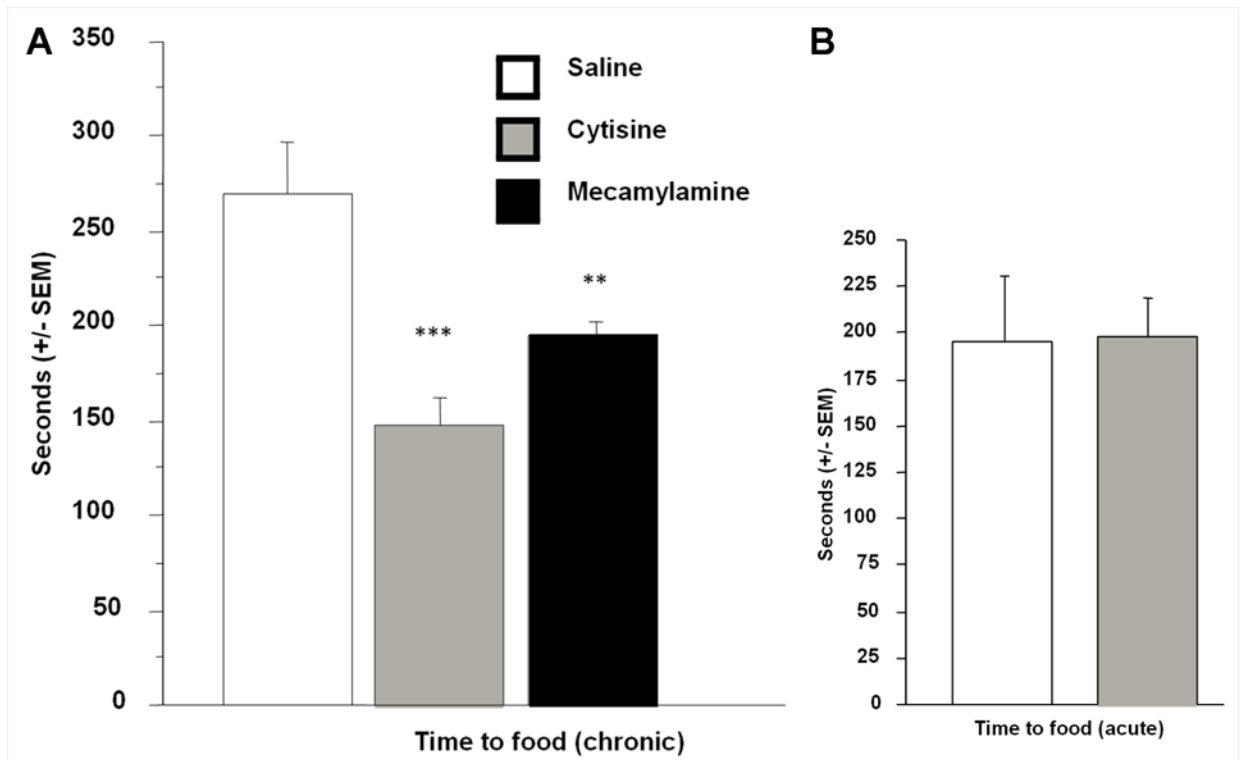 A
350
300
250
200
150
100
50
0
Seconds (+/- SEM)
Saline
Cytisine
Mecamylamine
***
**
Time to food (chronic)
B
250
225
200
175
150
125
100
75
50
25
0
Seconds (+/- SEM)
Time to food (acute)